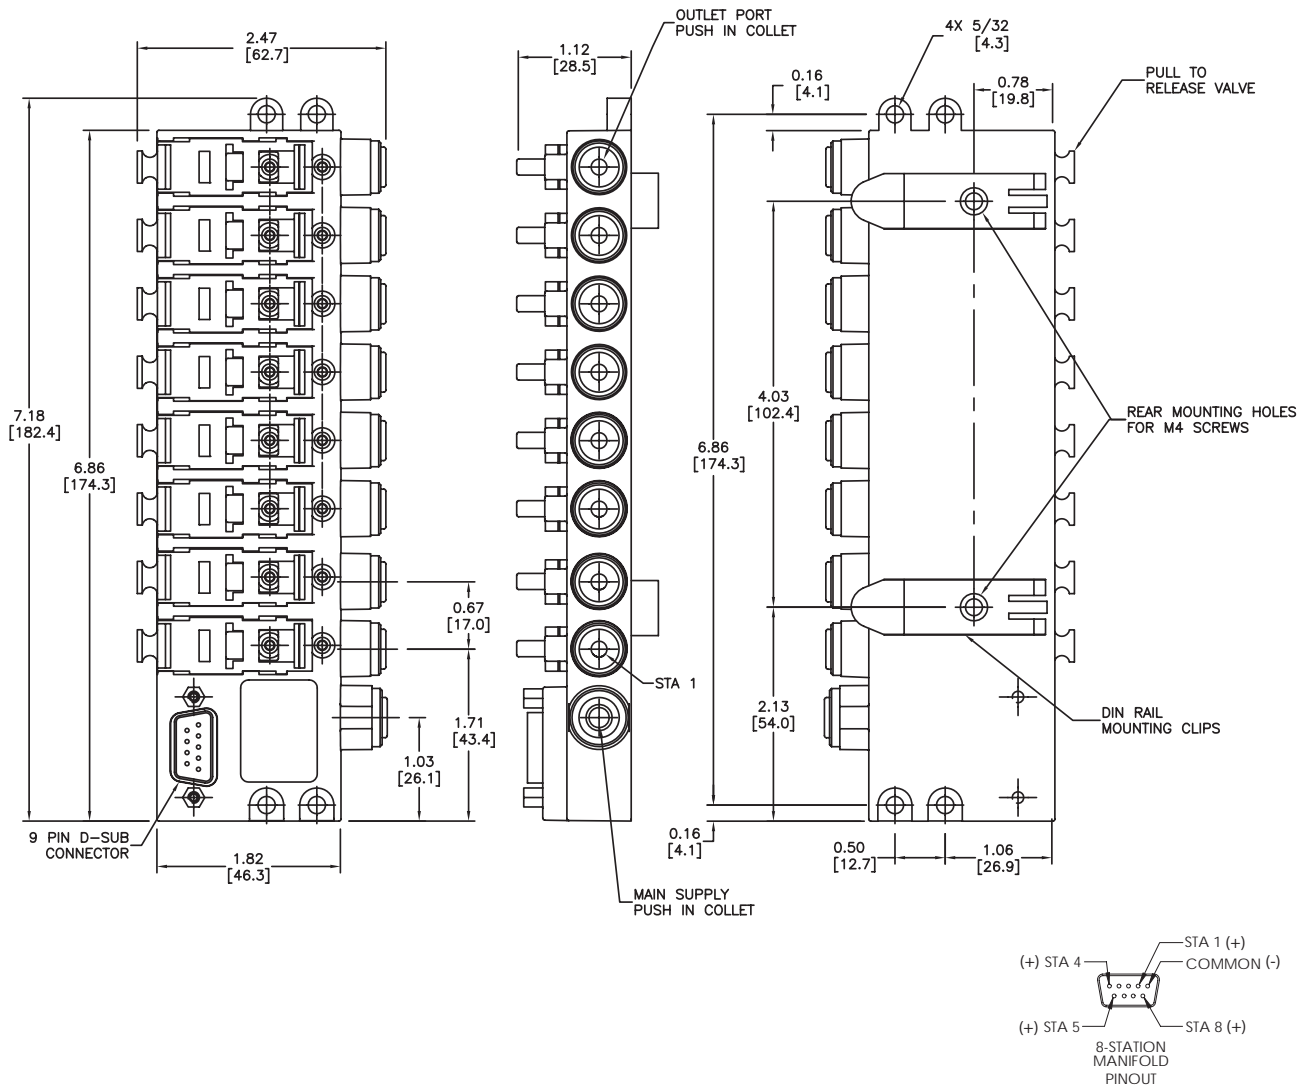 OUTLET PORT
PUSH IN COLLET
4X 5/32
[4.3]
2.47
[62.7]
1.12
[28.5]
0.16
[4.1]
0.78
[19.8]
PULL TO
RELEASE VALVE
7.18
[182.4]
6.86
[174.3]
6.86
[174.3]
4.03
[102.4]
REAR MOUNTING HOLES
FOR M4 SCREWS
0.67
[17.0]
STA 1
1.71
[43.4]
1.03
[26.1]
2.13
[54.0]
DIN RAIL
MOUNTING CLIPS
9 PIN D-SUB
CONNECTOR
1.82
[46.3]
0.16
[4.1]
0.50
[12.7]
1.06
[26.9]
MAIN SUPPLY
PUSH IN COLLET
STA 1 (+)
(+) STA 4
COMMON (-)
(+) STA 5
STA 8 (+)
8-STATION
MANIFOLD
PINOUT